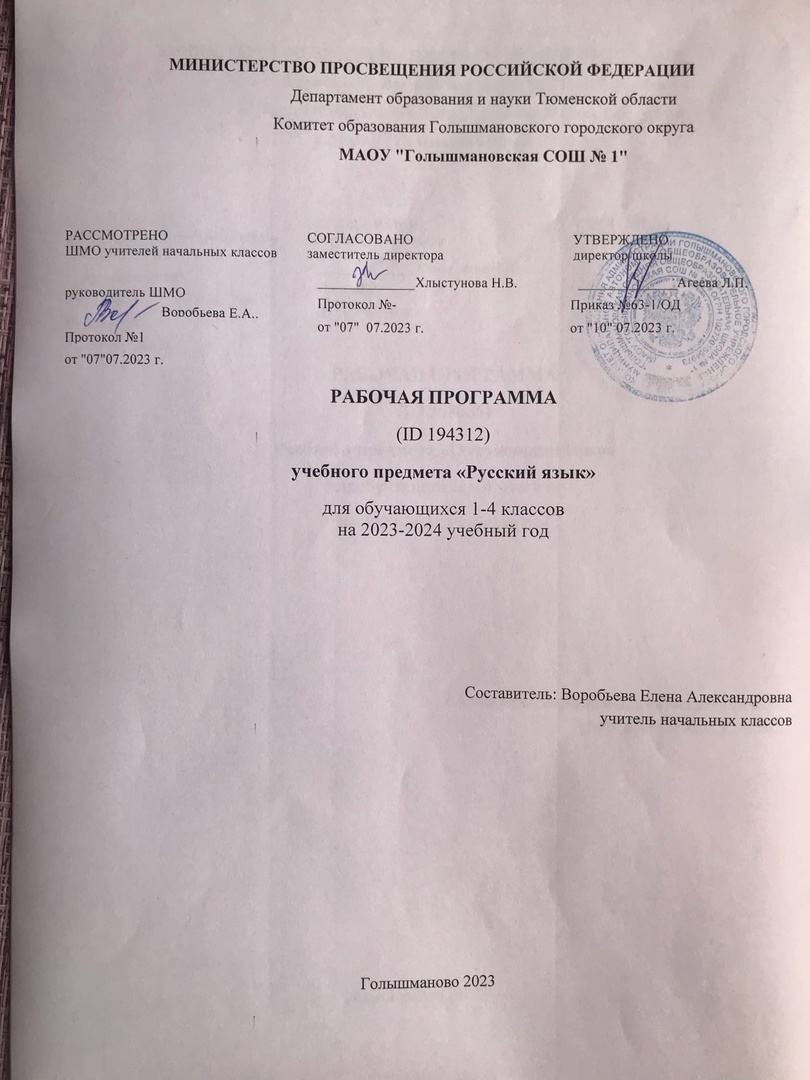 МИНИСТЕРСТВО ПРОСВЕЩЕНИЯ РОССИЙСКОЙ ФЕДЕРАЦИИ
Департамент образования и науки Тюменской области
Комитет образования Голышмановского городского округа
МАОУ "Голышмановская СОШ № 1"
РАССМОТРЕНО
ШМО учителей начальных классов
руководитель ШМО
Воробьева Е.А..
Протокол №1
от "07"07.2023 г.
СОГЛАСОВАНО
заместитель директора
Хлыстунова Н.В.
Протокол №-
от "07" 07.2023 г.
УТВЕРЖДЕНО
директор школы
Агеева Л.П.
Приказ №63-1/ОД
от "10" 07.2023 г.
РАБОЧАЯ ПРОГРАММА
(ID 194312)
учебного предмета «Русский язык»
для обучающихся 1-4 классов
на 2023-2024 учебный год
Составитель: Воробьева Елена Александровна
учитель начальных классов
Голышманово 2023